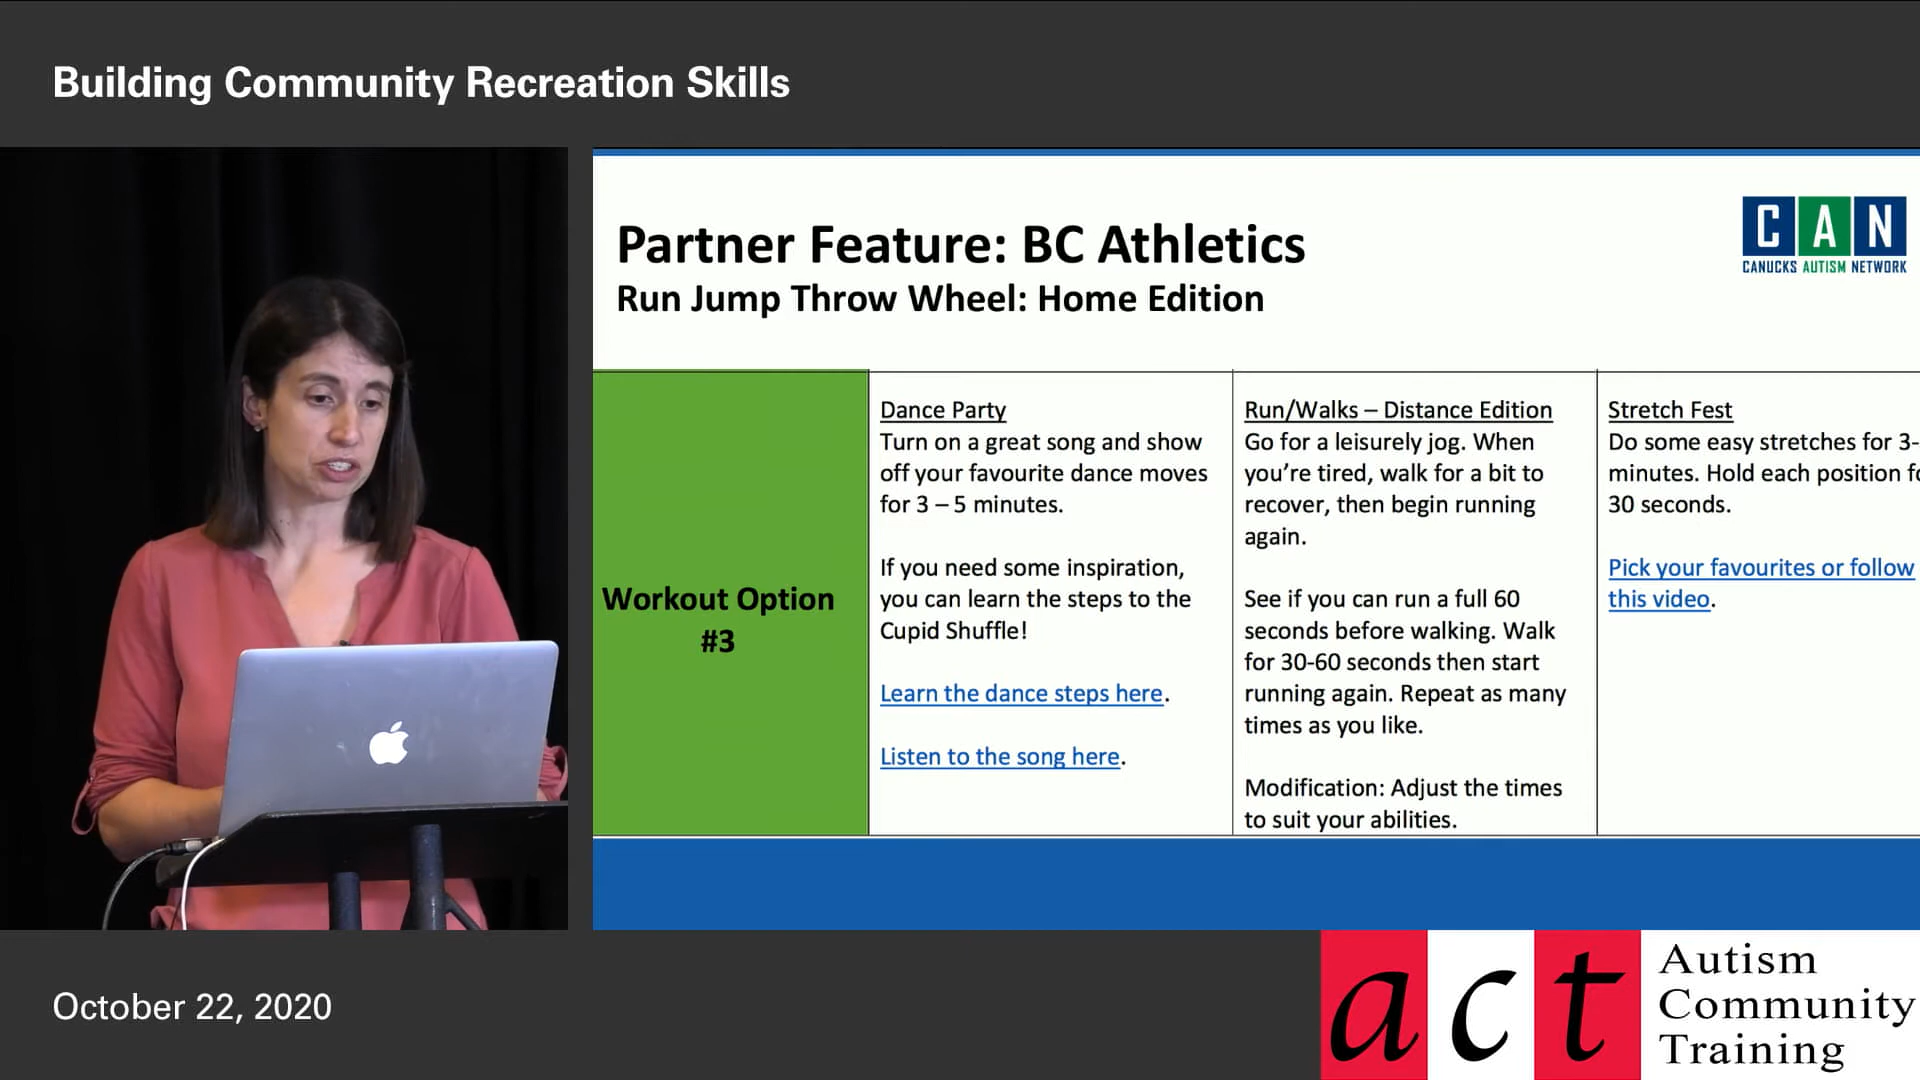 Building Community Recreation Skills
Partner Feature: BC Athletics
Run Jump Throw Wheel: Home Edition
CAN
CANUCKS AUTISM NETWORK
Workout Option
#3
Dance Party
Turn on a great song and show
off your favourite dance moves
for 3 – 5 minutes.
If you need some inspiration,
you can learn the steps to the
Cupid Shuffle!
Learn the dance steps here.
Listen to the song here.
Run/Walks – Distance Edition
Go for a leisurely jog. When
you’re tired, walk for a bit to
recover, then begin running
again.
See if you can run a full 60
seconds before walking. Walk
for 30-60 seconds then start
running again. Repeat as many
times as you like.
Modification: Adjust the times
to suit your abilities.
Stretch Fest
Do some easy stretches for 3-
minutes. Hold each position
30 seconds.
Pick your favourites or follow
this video.
October 22, 2020
act
Autism
Community
Training